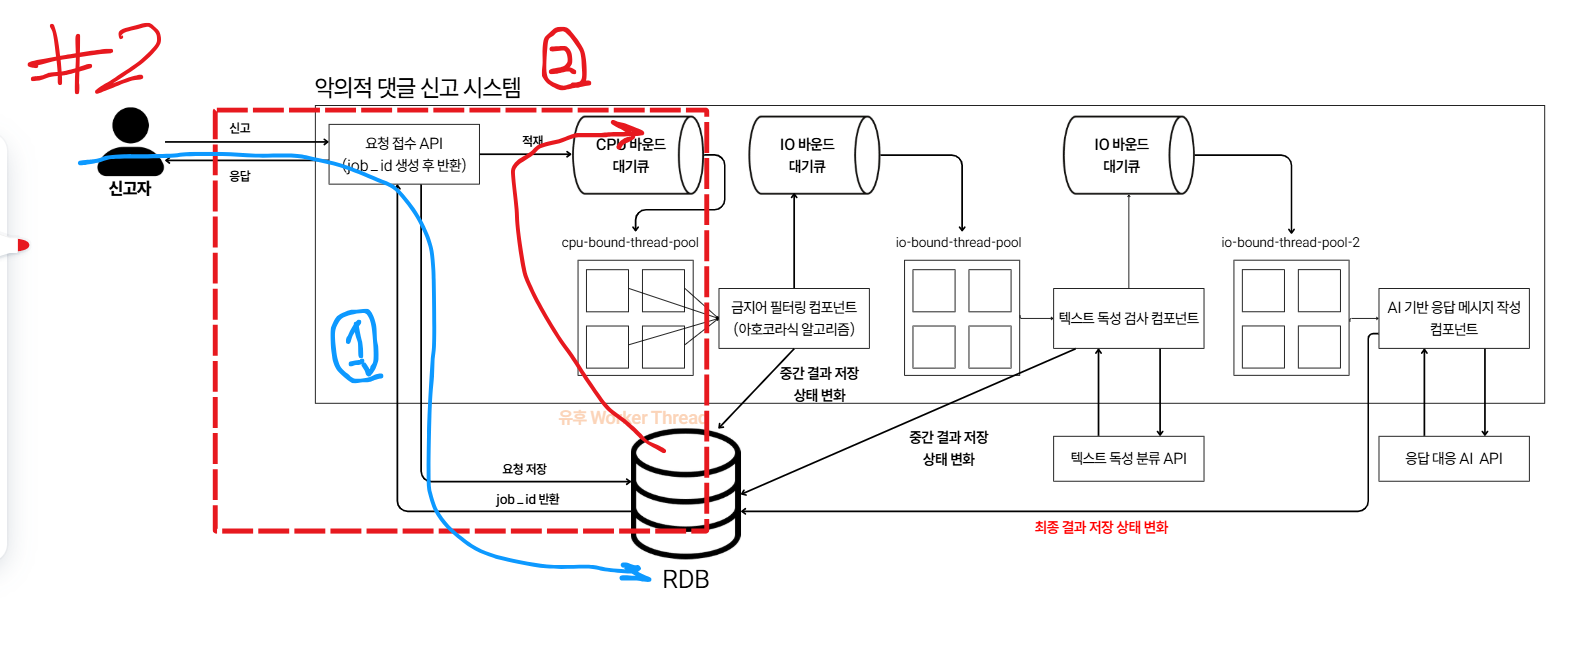 #2
②
악의적 댓글 신고 시스템
신고
응답
신고자
요청 접수 API
(job_id 생성 후 반환)
적재
CPU 바운드
대기큐
IO 바운드
대기큐
IO 바운드
대기큐
cpu-bound-thread-pool
io-bound-thread-pool
io-bound-thread-pool-2
금지어 필터링 컴포넌트
(아호코라식 알고리즘)
텍스트 독성 검사 컴포넌트
AI 기반 응답 메시지 작성
컴포넌트
①
중간 결과 저장
상태 변화
유휴 Worker Thread
중간 결과 저장
상태 변화
텍스트 독성 분류 API
응답 대응 AI API
요청 저장
job_id 반환
최종 결과 저장 상태 변화
RDB